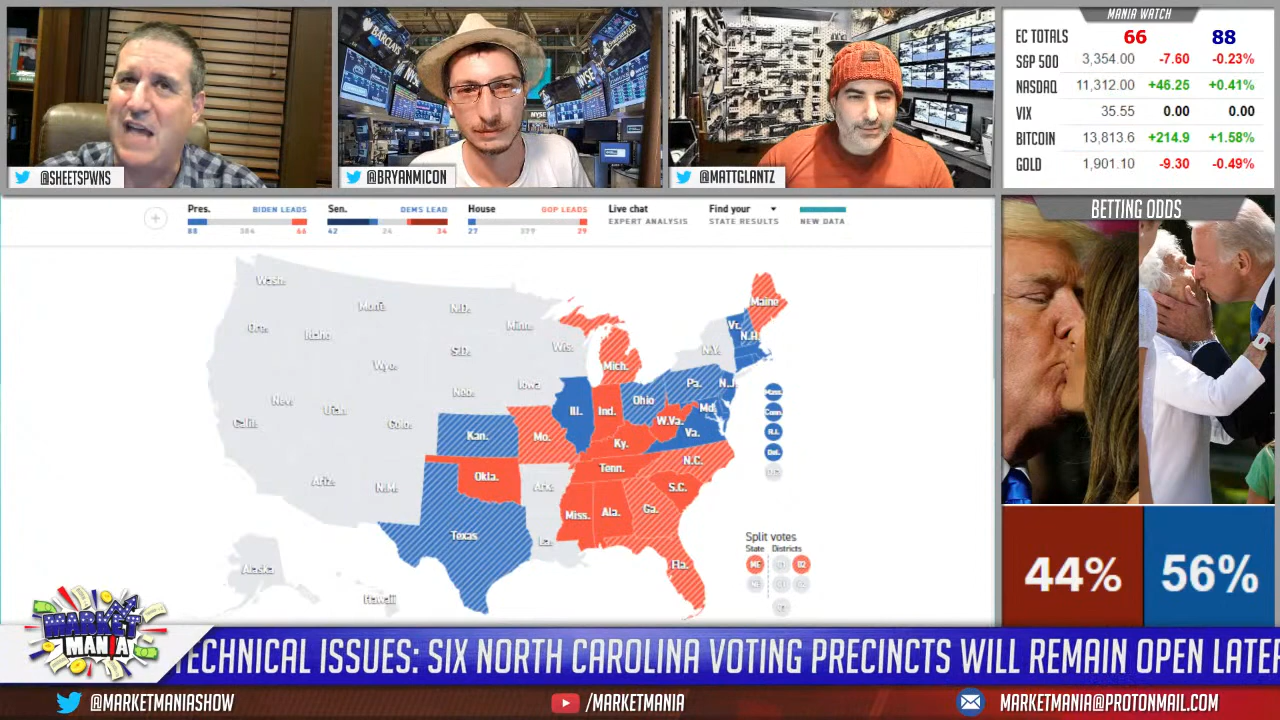 MANIA WATCH
EC TOTALS 66 88
S&P 500 3,354.00 -7.60 -0.23%
NASDAQ 11,312.00 +46.25 +0.41%
VIX 35.55 0.00 0.00
BITCOIN 13,813.6 +214.9 +1.58%
GOLD 1,901.10 -9.30 -0.49%
BARCLAYS
NYSE
NYSE
@SHEETSPWNS
@BRYANMICON
@MATTGLANTZ
Pres. BIDEN LEADS
88 384 66
Sen. DEMS LEAD
42 24 34
House GOP LEADS
27 379 29
Live chat
EXPERT ANALYSIS
Find your
STATE RESULTS
NEW DATA
BETTING ODDS
44% 56%
Wash.
Mont.
N.D.
Minn.
Maine
Ore.
Idaho
Wis.
Vt.
N.H.
S.D.
N.Y.
Wyo.
Mich.
Iowa
Pa.
N.J.
Neb.
Nev.
Utah
Colo.
Ill.
Ind.
Ohio
Md.
Calif.
W.Va.
Va.
Kan.
Mo.
Ky.
Mass.
Conn.
R.I.
Del.
Ariz.
N.M.
Okla.
Ark.
Tenn.
N.C.
S.C.
Texas
La.
Miss.
Ala.
Ga.
Fla.
Alaska
Hawaii
Split votes
State Districts
ME 02
MARKET
MANIA
TECHNICAL ISSUES: SIX NORTH CAROLINA VOTING PRECINCTS WILL REMAIN OPEN LATER
@MARKETMANIASHOW
/MARKETMANIA
MARKETMANIA@PROTONMAIL.COM